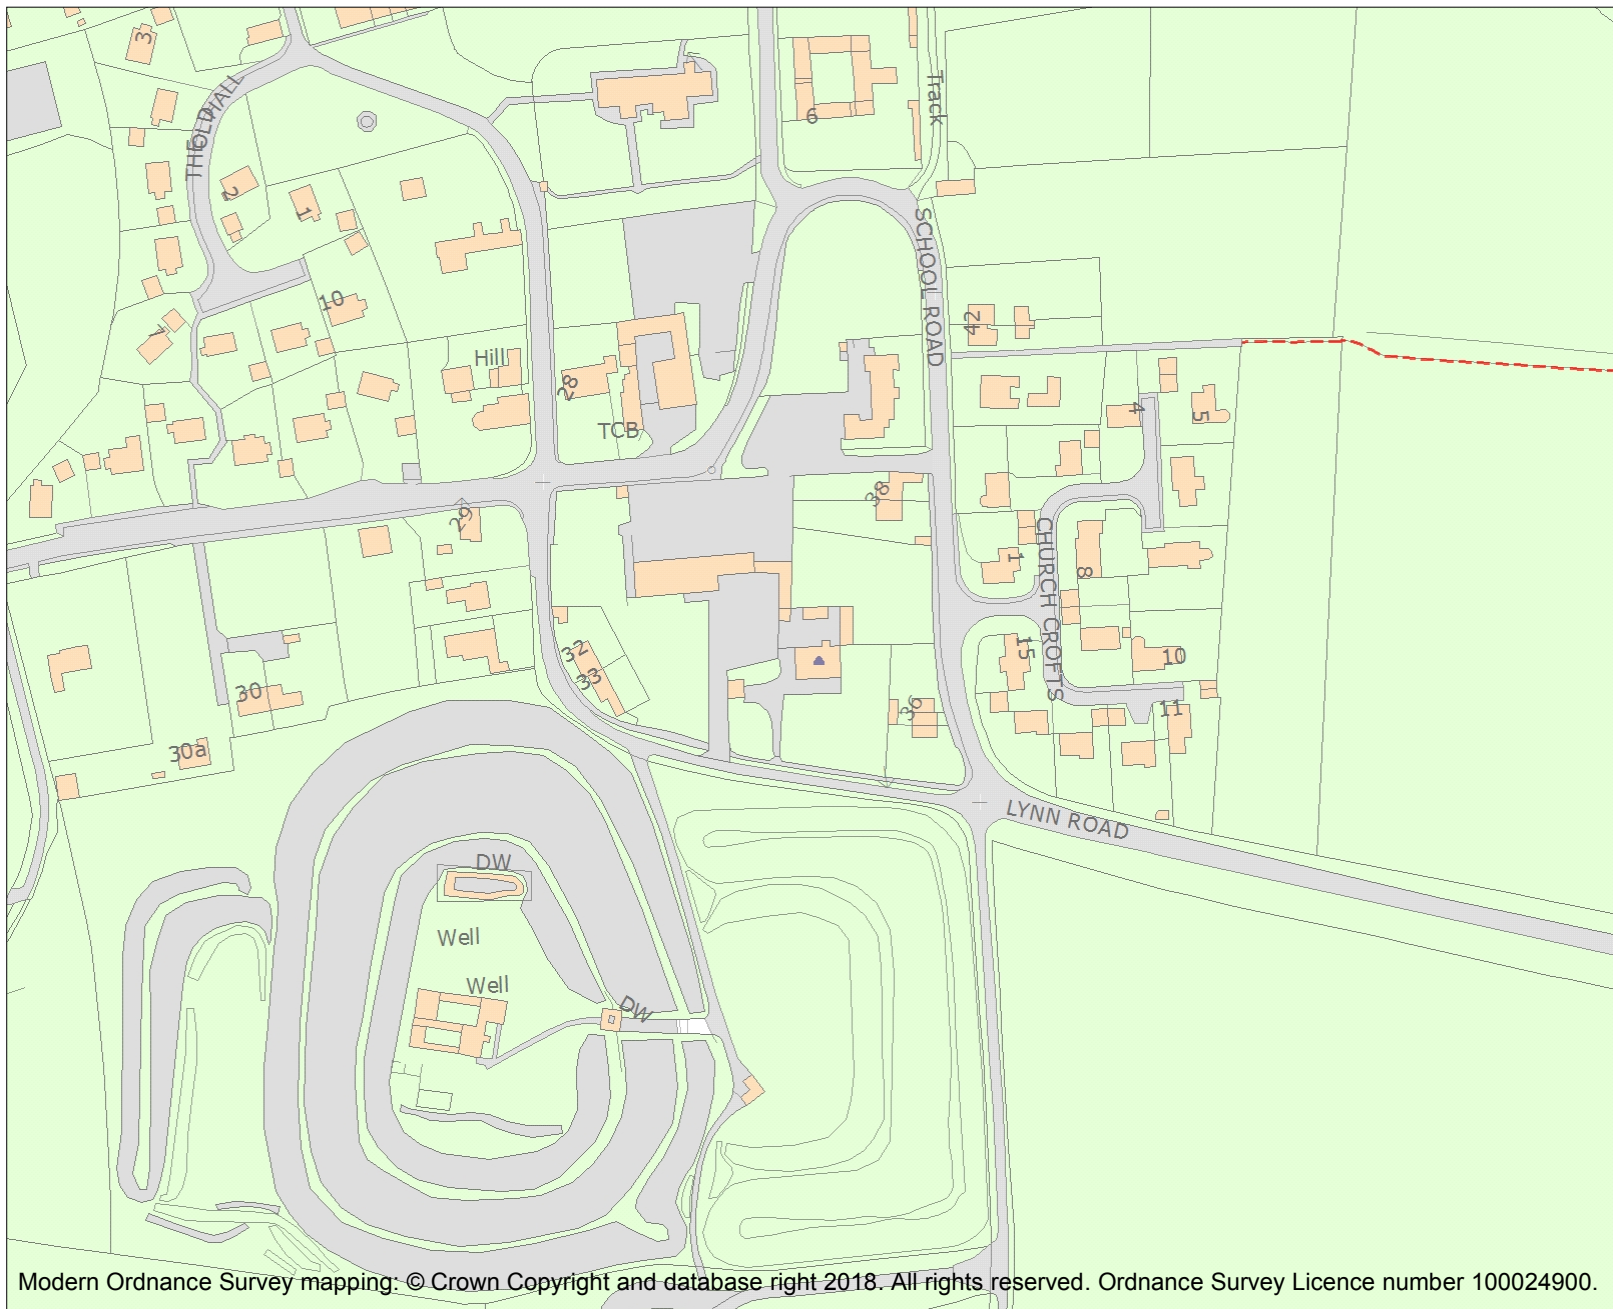 3
THE OLD HALL
Track
6
2
1
SCHOOL ROAD
10
42
7
Hill
28
4
5
TCB
38
29
CHURCH CROFTS
1
8
32
15
10
33
30
36
11
30a
LYNN ROAD
DW
Well
Well
DW
Modern Ordnance Survey mapping: © Crown Copyright and database right 2018. All rights reserved. Ordnance Survey Licence number 100024900.